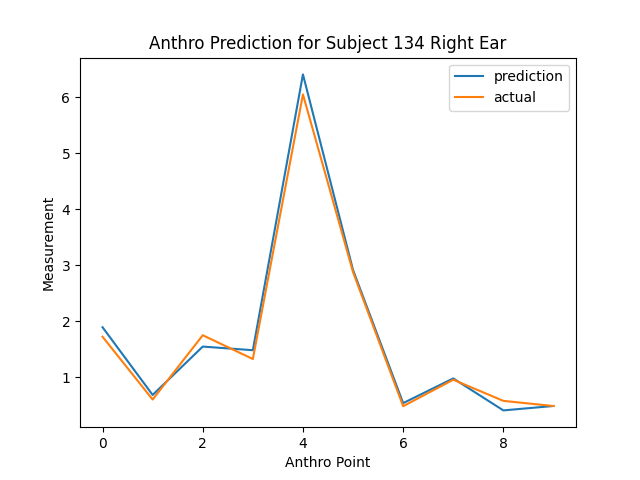 Anthro Prediction for Subject 134 Right Ear
prediction
actual
6
5
4
3
2
1
Measurement
0 2 4 6 8
Anthro Point